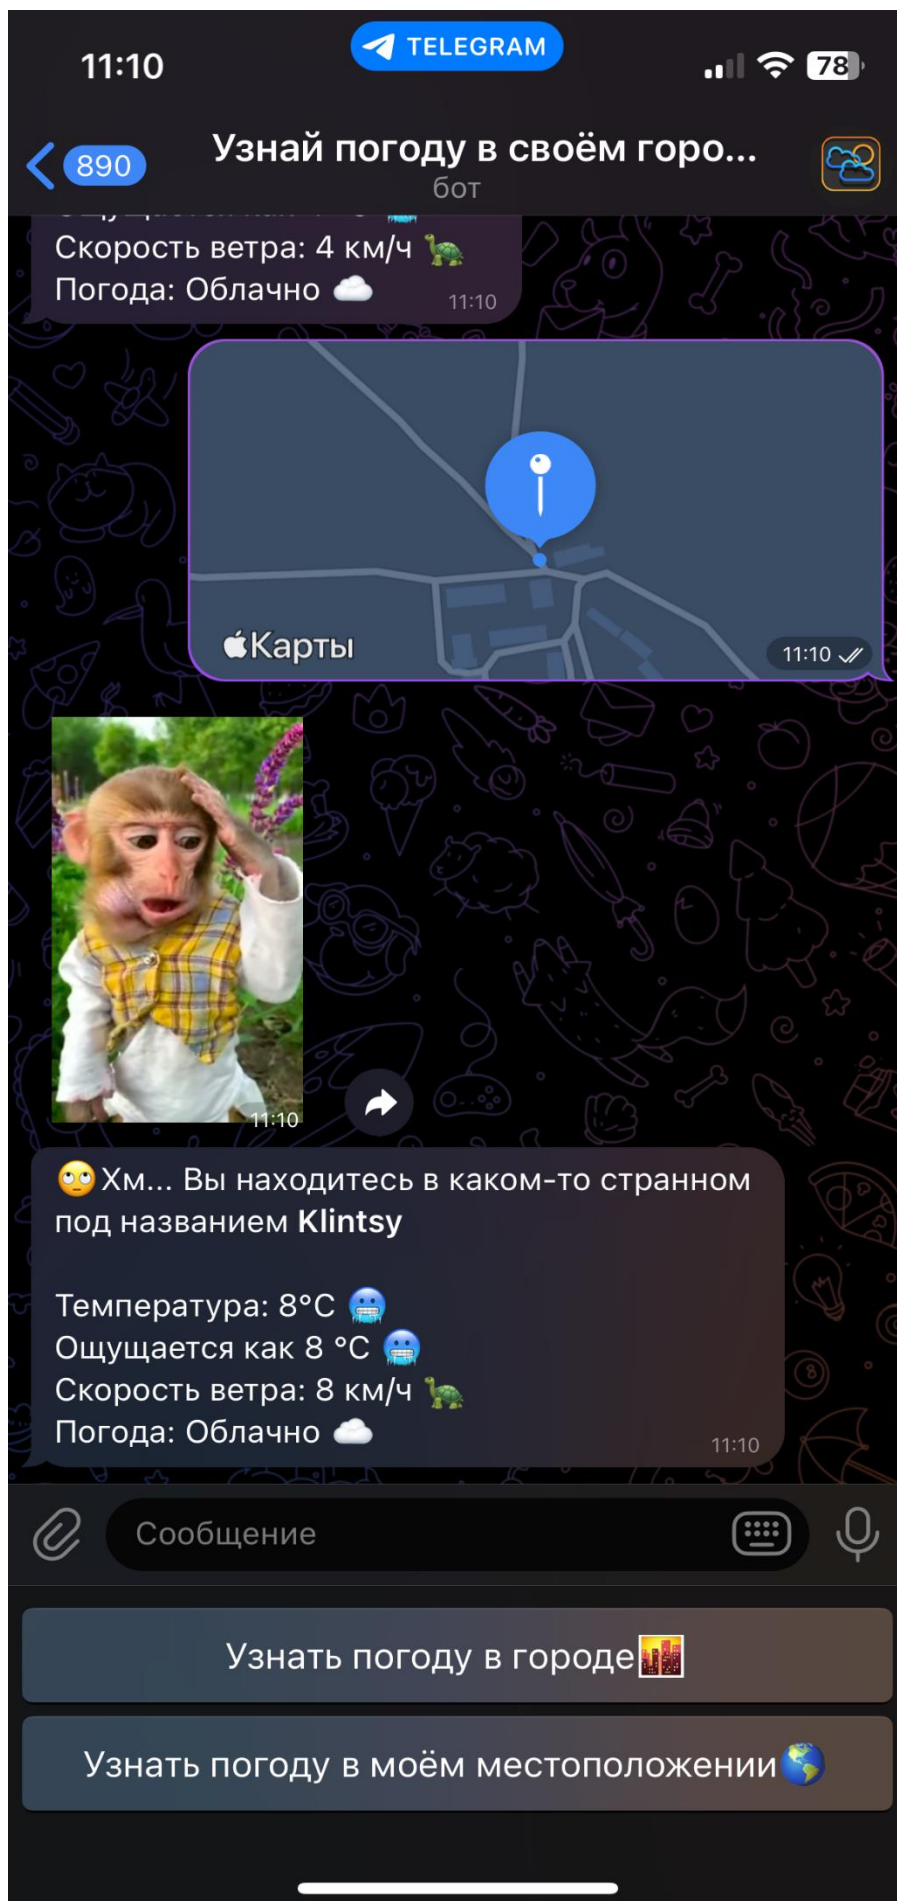 11:10
TELEGRAM
78
890
Узнай погоду в своём горо...
бот
Скорость ветра: 4 км/ч 🐢
Погода: Облачно ☁️
11:10
Карты
11:10
11:10
🙄Хм... Вы находитесь в каком-то странном
под названием Klintsy
Температура: 8°C 🥶
Ощущается как 8 °C 🥶
Скорость ветра: 8 км/ч 🐢
Погода: Облачно ☁️
11:10
Сообщение
Узнать погоду в городе🌇
Узнать погоду в моём местоположении🌎